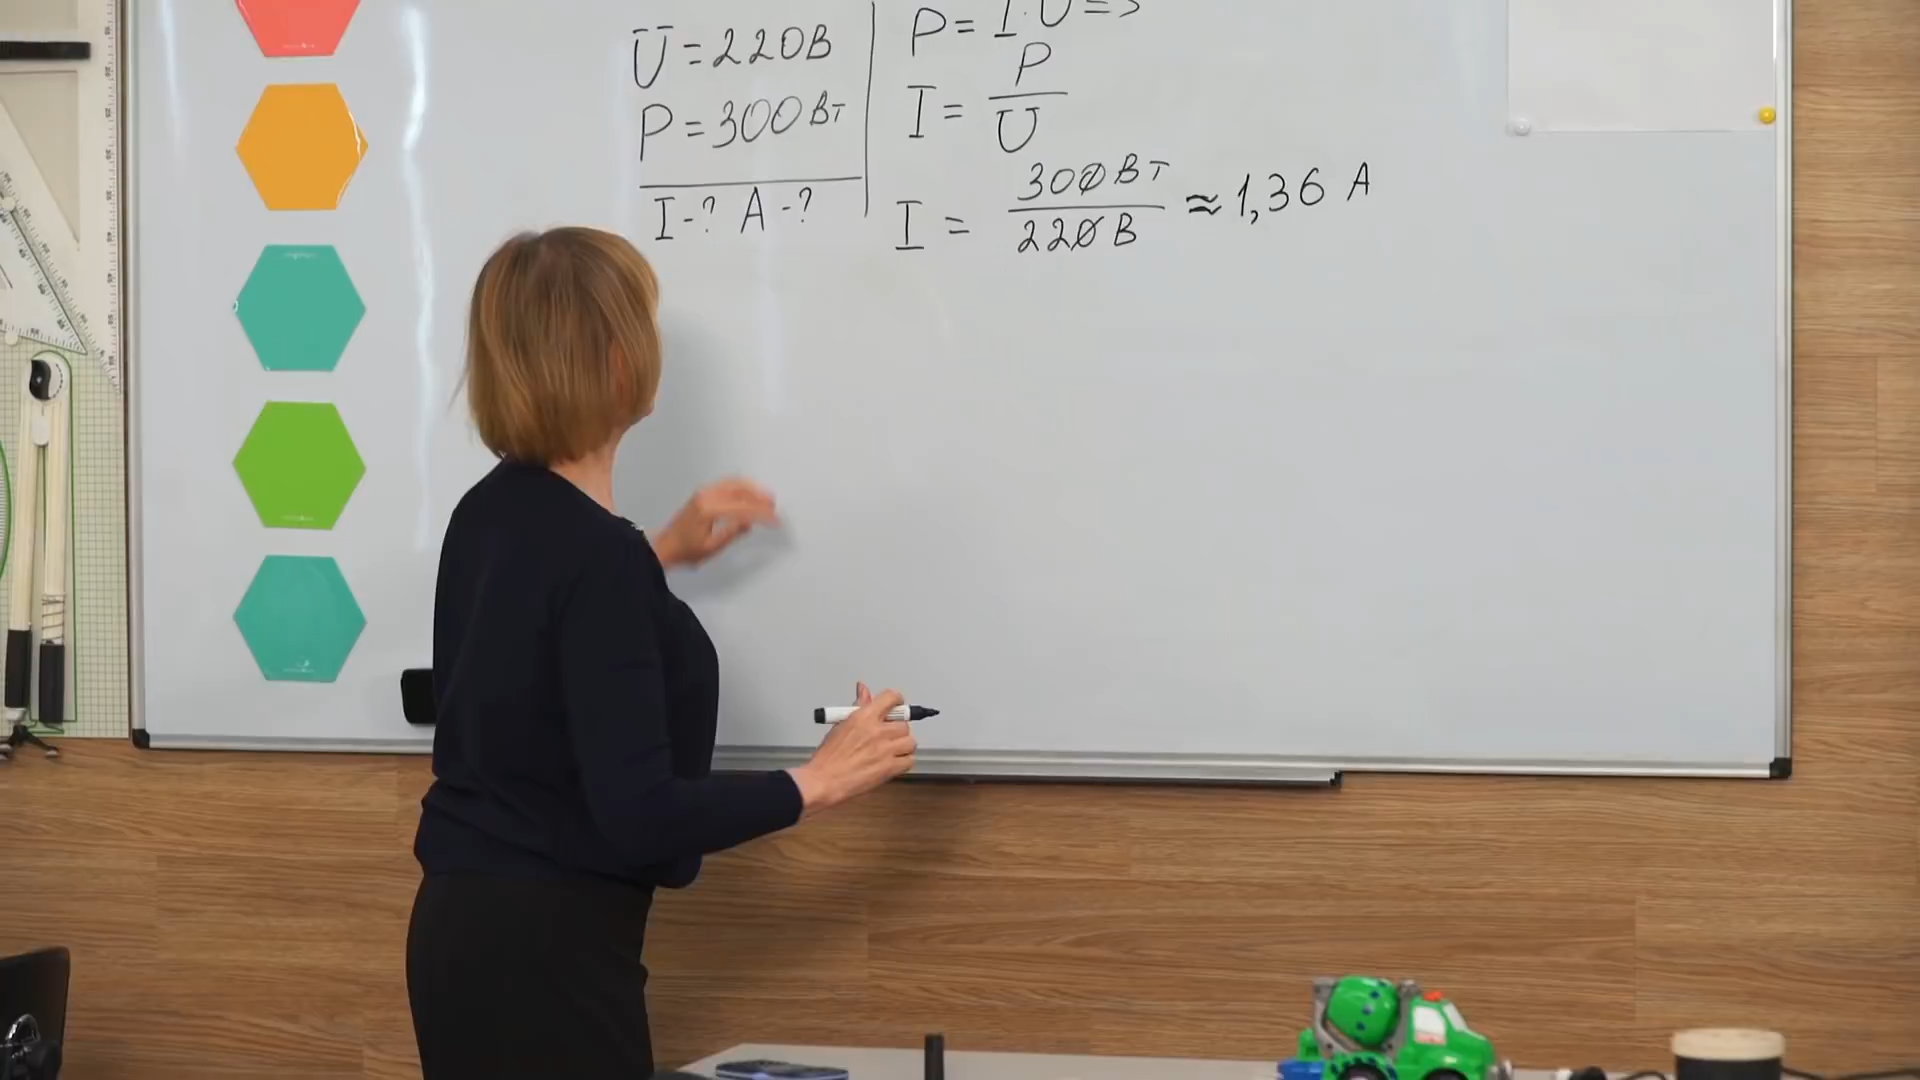 U = 220В
P = 300Вт
I - ? A - ?
P = I · U =>
I = P / U
I = 300Вт / 220В ≈ 1,36 А